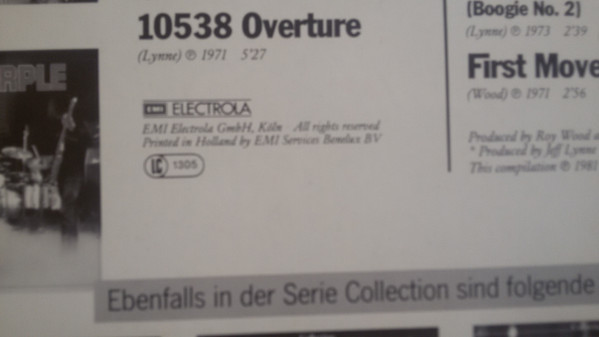 RPLE
10538 Overture
(Lynne) ℗ 1971 5'27
EMI ELECTROLA
EMI Electrola GmbH, Köln All rights reserved
Printed in Holland by EMI Services Benelux BV
LC 1305
(Boogie No. 2)
(Lynne) ℗ 1973 2'39
First Move
(Wood) ℗ 1971 2'56
Produced by Roy Wood a
* Produced by Jeff Lynne
This compilation ℗ 1981
Ebenfalls in der Serie Collection sind folgende